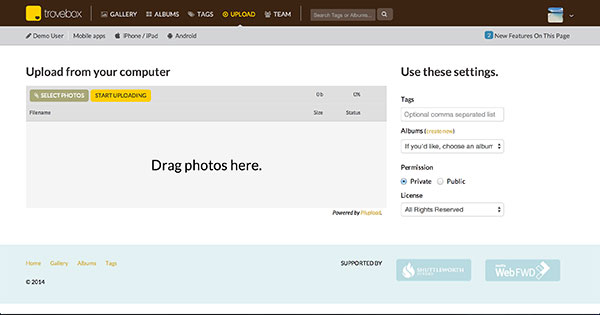 trovebox GALLERY ALBUMS TAGS UPLOAD TEAM Search Tags or Albums...
Demo User Mobile apps iPhone / iPad Android 2 New Features On This Page
Upload from your computer
SELECT PHOTOS START UPLOADING 0 b 0%
Filename Size Status
Drag photos here.
Powered by Plupload.
Use these settings.
Tags
Optional comma separated list
Albums (create new)
If you'd like, choose an album
Permission
Private Public
License
All Rights Reserved
Home Gallery Albums Tags SUPPORTED BY
SHUTTLEWORTH
WebFWD
© 2014